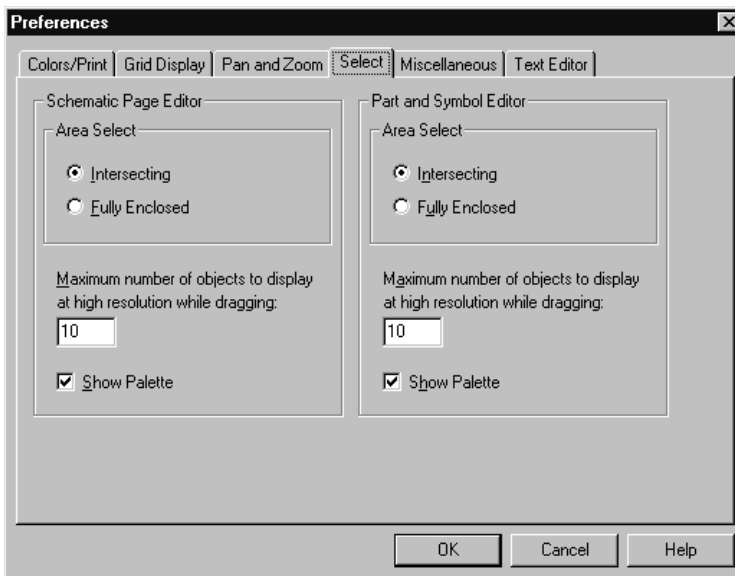 Preferences
Colors/Print Grid Display Pan and Zoom Select Miscellaneous Text Editor
Schematic Page Editor
Area Select
Intersecting
Fully Enclosed
Maximum number of objects to display
at high resolution while dragging:
10
Show Palette
Part and Symbol Editor
Area Select
Intersecting
Fully Enclosed
Maximum number of objects to display
at high resolution while dragging:
10
Show Palette
OK Cancel Help